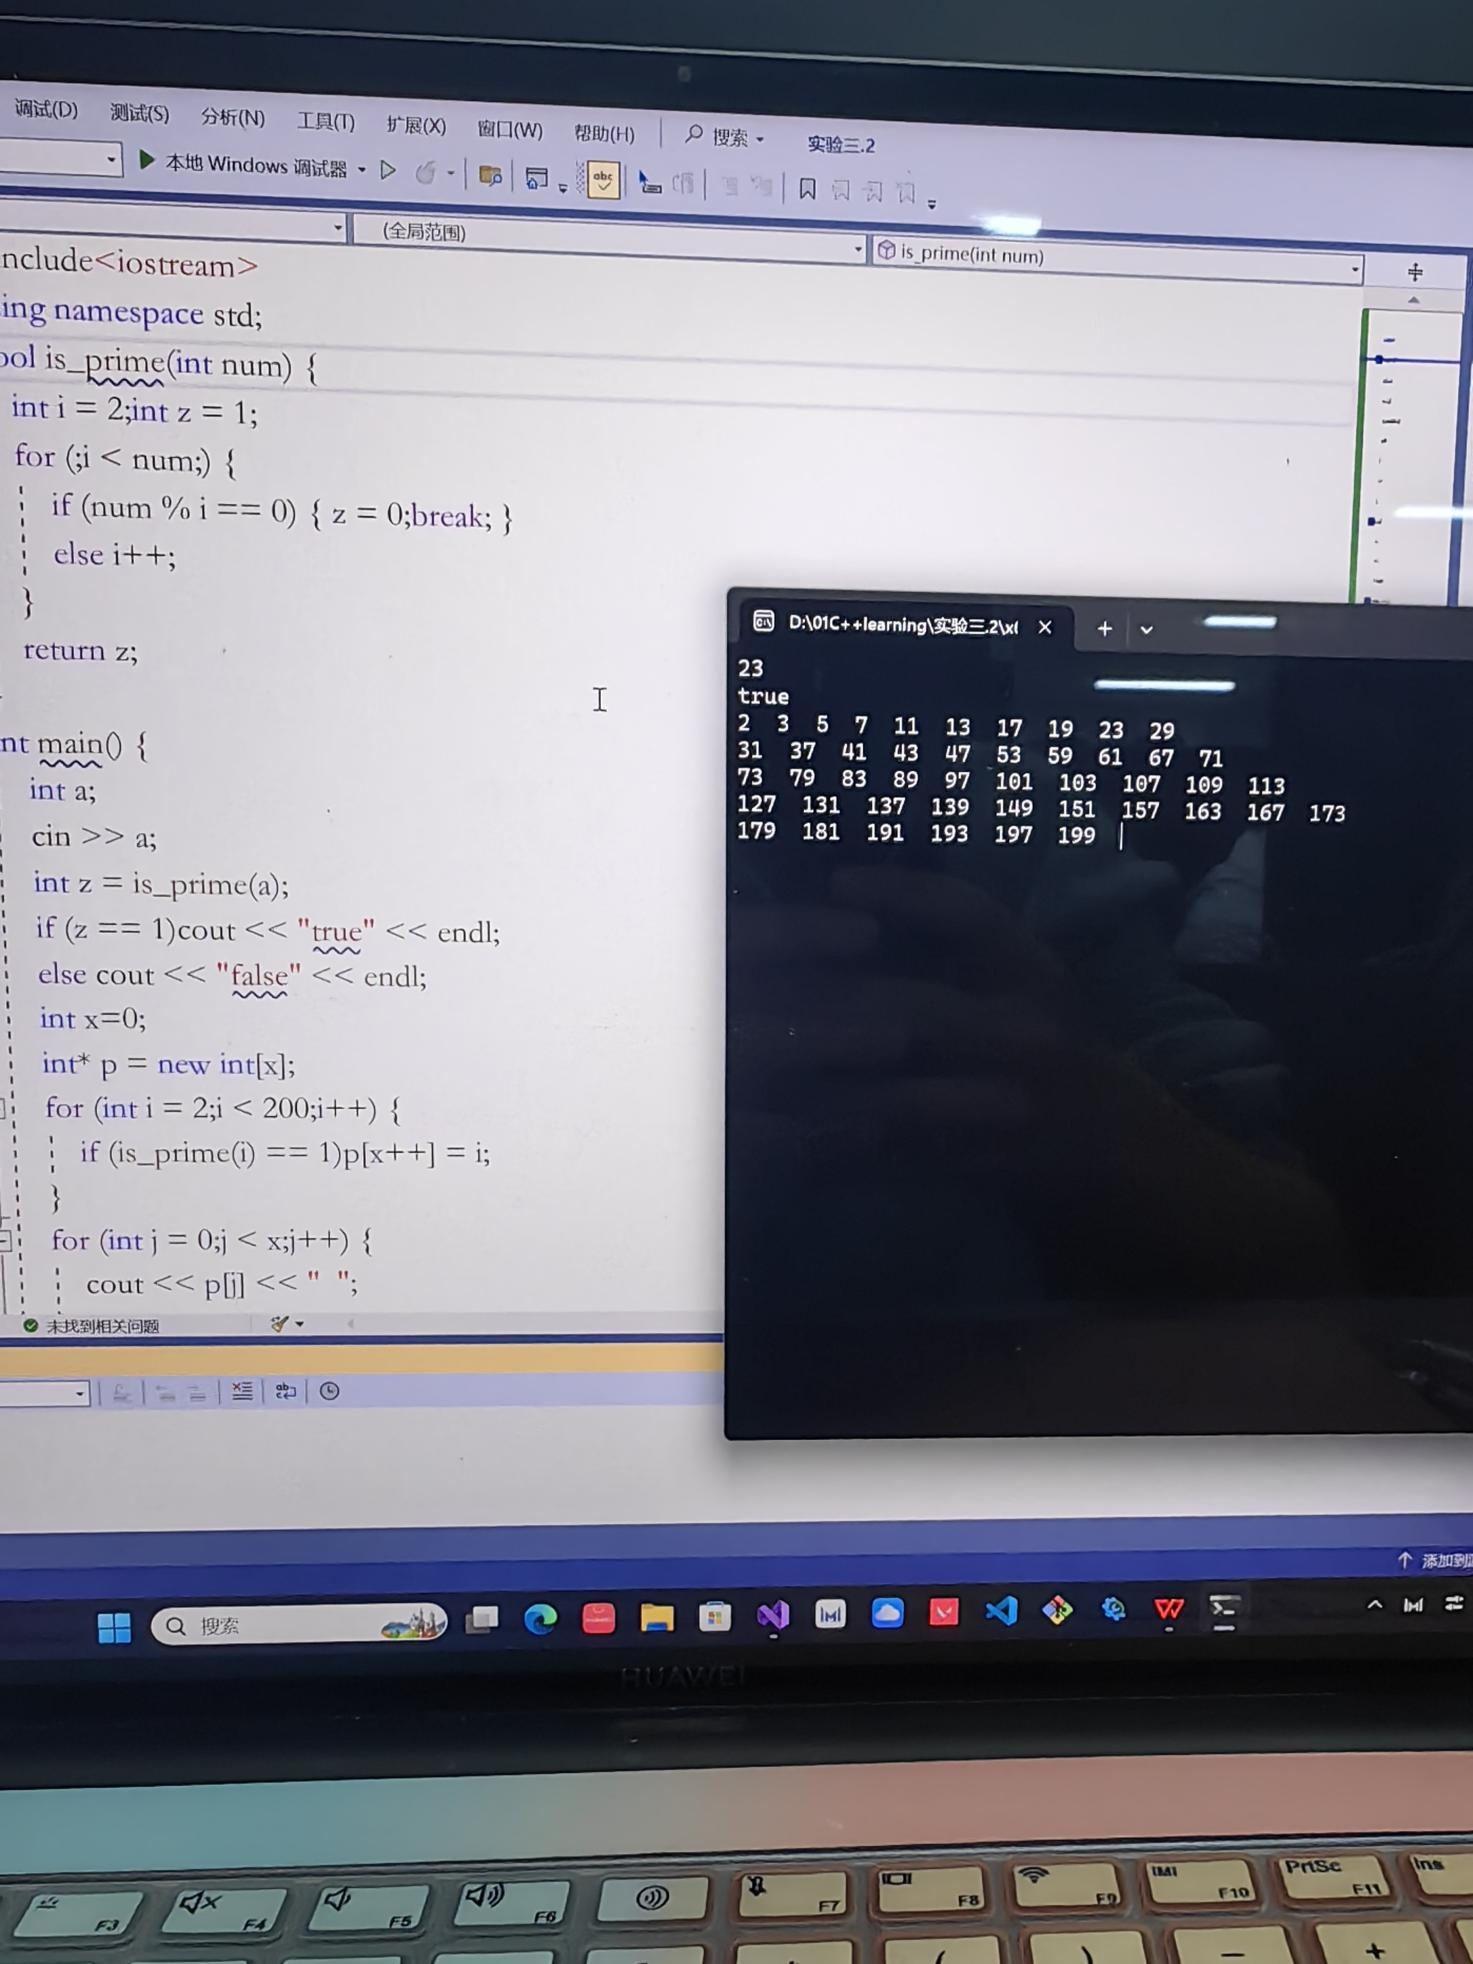 调试(D) 测试(S) 分析(N) 工具(T) 扩展(X) 窗口(W) 帮助(H) 搜索 实验三.2
本地 Windows 调试器
(全局范围)
is_prime(int num)
nclude<iostream>
ing namespace std;
ool is_prime(int num) {
int i = 2;int z = 1;
for (;i < num;) {
if (num % i == 0) { z = 0;break; }
else i++;
}
return z;
nt main() {
int a;
cin >> a;
int z = is_prime(a);
if (z == 1)cout << "true" << endl;
else cout << "false" << endl;
int x=0;
int* p = new int[x];
for (int i = 2;i < 200;i++) {
if (is_prime(i) == 1)p[x++] = i;
}
for (int j = 0;j < x;j++) {
cout << p[j] << "  ";
未找到相关问题
D:\01C++learning\实验三.2\x(
23
true
2 3 5 7 11 13 17 19 23 29
31 37 41 43 47 53 59 61 67 71
73 79 83 89 97 101 103 107 109 113
127 131 137 139 149 151 157 163 167 173
179 181 191 193 197 199
添加到
搜索
HUAWEI
F3 F4 F5 F6 F7 F8 F9 F10 PrtSc F11 Ins
( ) − +